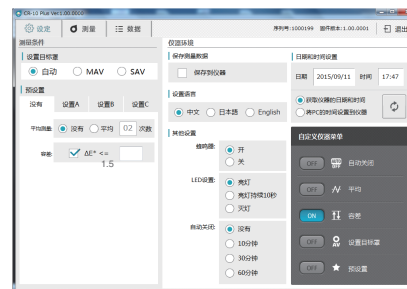 CR-10 Plus Ver1.00.0000
设定
测量
数据
序列号:1000199 固件版本:1.00.0001
退出
测量条件
设置目标罩
自动
MAV
SAV
预设置
没有
设置A
设置B
设置C
平均测量:
没有
平均
02
次数
容差:
ΔE* <=
1.5
仪器环境
保存测量数据
保存到仪器
设置语言
中文
日本語
English
其他设置
蜂鸣器:
开
关
LED设置:
亮灯
亮灯持续10秒
灭灯
自动关闭:
没有
10分钟
30分钟
60分钟
日期和时间设置
日期
2015/09/11
时间
17:47
获取仪器的日期和时间
将PC的时间设置到仪器
自定义仪器菜单
OFF
AUTO
OFF
自动关闭
OFF
平均
ON
容差
OFF
AV
设置目标罩
OFF
预设置